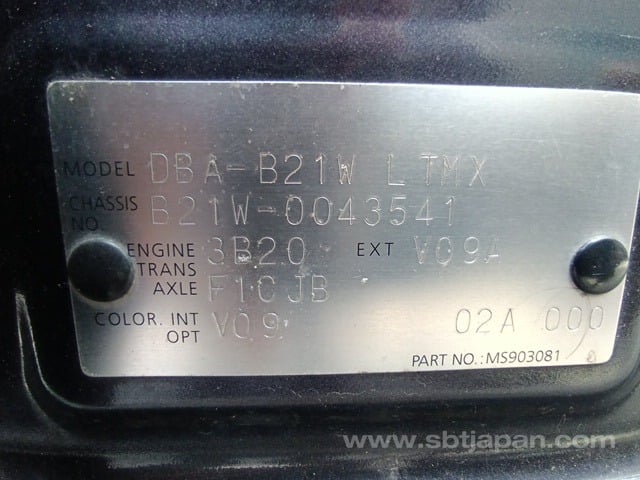 MODEL DBA-B21W LTMX
CHASSIS NO. B21W-0043541
ENGINE 3B20 EXT V09A
TRANS AXLE F1CJB
COLOR. INT OPT V09 02A 000
PART NO.: MS903081
www.sbtjapan.com